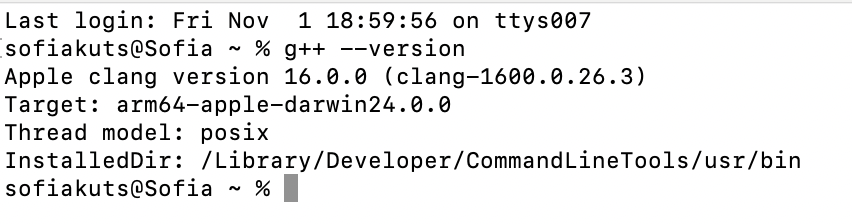 Last login: Fri Nov  1 18:59:56 on ttys007
sofiakuts@Sofia ~ % g++ --version
Apple clang version 16.0.0 (clang-1600.0.26.3)
Target: arm64-apple-darwin24.0.0
Thread model: posix
InstalledDir: /Library/Developer/CommandLineTools/usr/bin
sofiakuts@Sofia ~ %